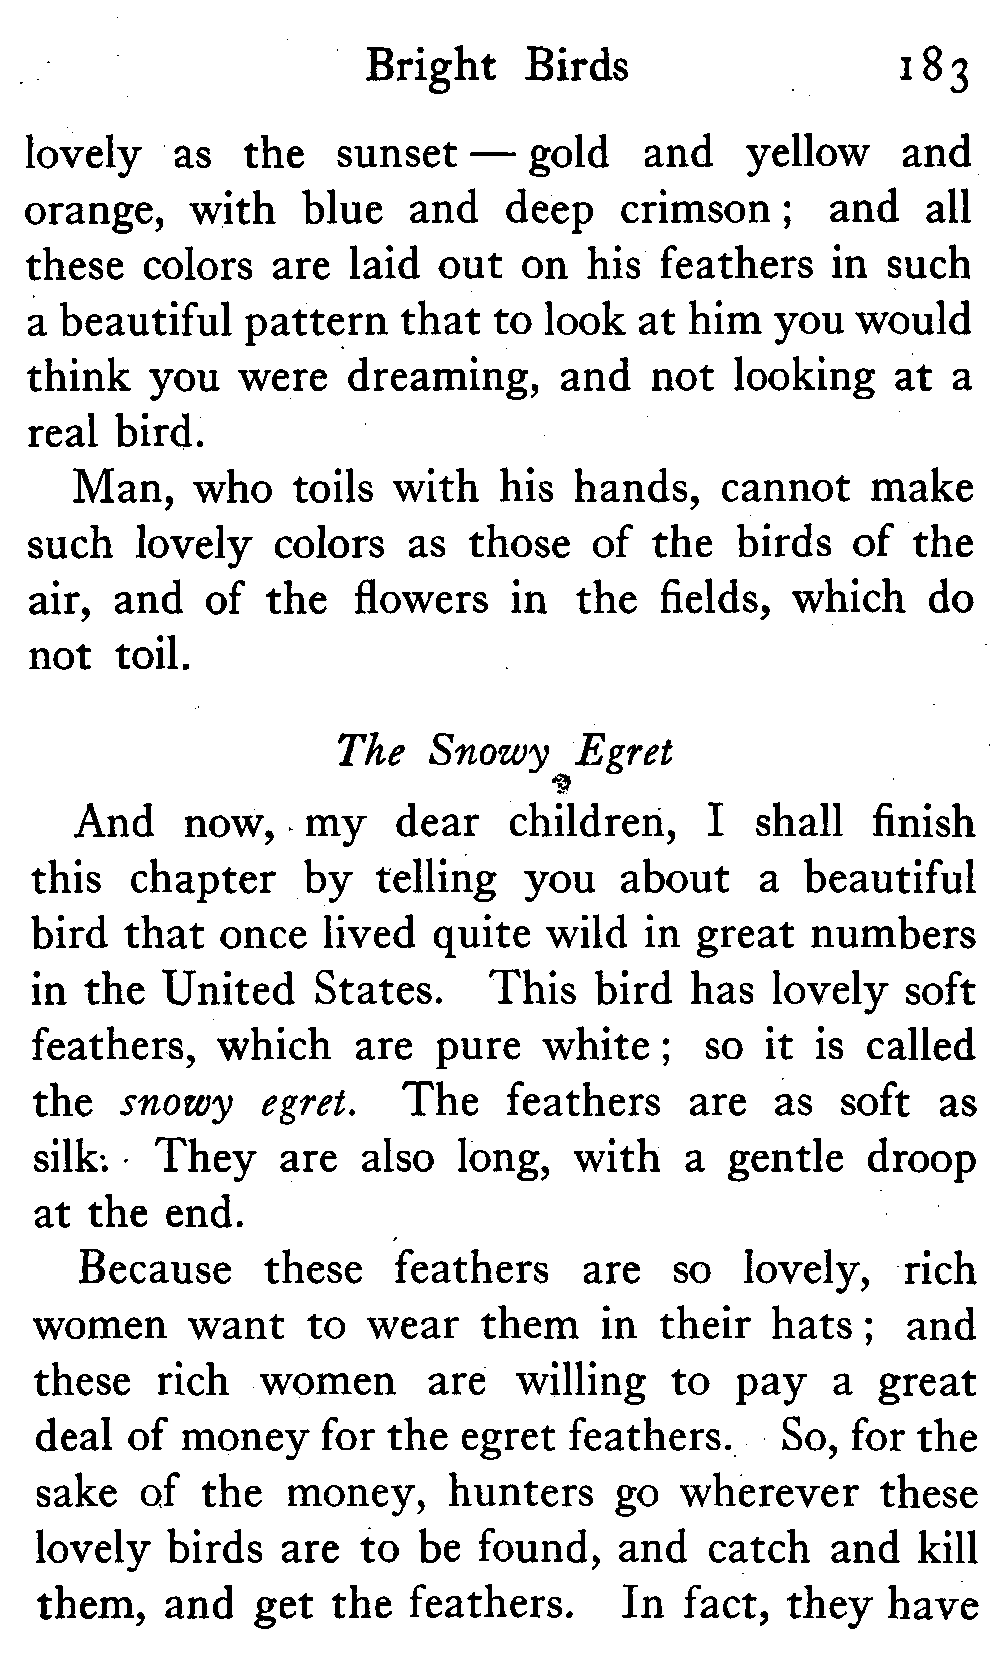 Bright Birds 183
lovely as the sunset — gold and yellow and
orange, with blue and deep crimson; and all
these colors are laid out on his feathers in such
a beautiful pattern that to look at him you would
think you were dreaming, and not looking at a
real bird.
Man, who toils with his hands, cannot make
such lovely colors as those of the birds of the
air, and of the flowers in the fields, which do
not toil.
The Snowy Egret
And now, my dear children, I shall finish
this chapter by telling you about a beautiful
bird that once lived quite wild in great numbers
in the United States. This bird has lovely soft
feathers, which are pure white; so it is called
the snowy egret. The feathers are as soft as
silk. They are also long, with a gentle droop
at the end.
Because these feathers are so lovely, rich
women want to wear them in their hats; and
these rich women are willing to pay a great
deal of money for the egret feathers. So, for the
sake of the money, hunters go wherever these
lovely birds are to be found, and catch and kill
them, and get the feathers. In fact, they have